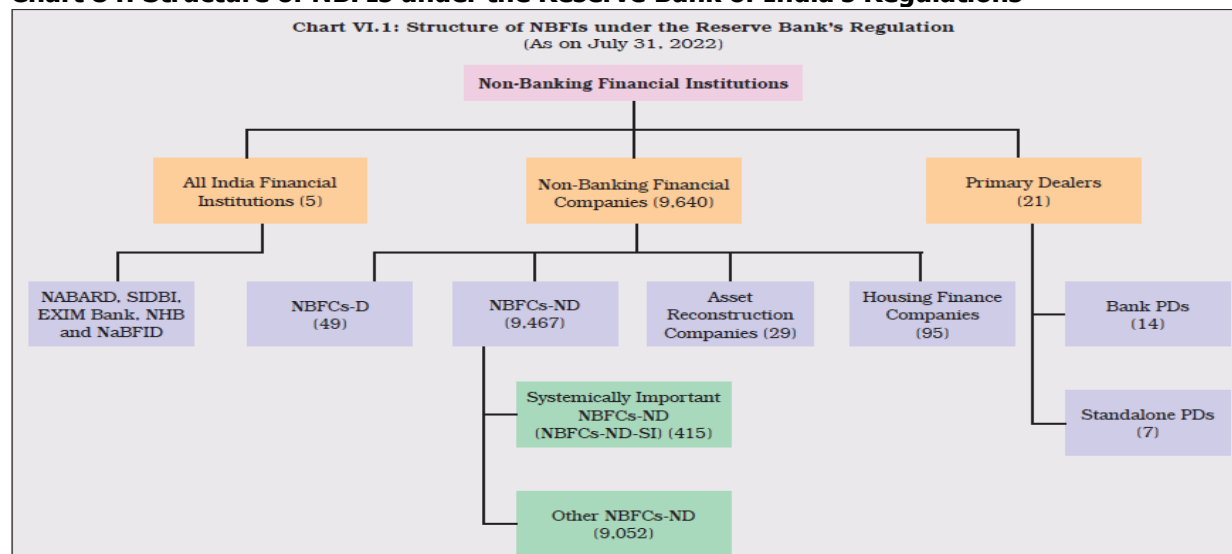 Chart VI.1: Structure of NBFIs under the Reserve Bank's Regulation
(As on July 31, 2022)
Non-Banking Financial Institutions
All India Financial
Institutions (5)
Non-Banking Financial
Companies (9,640)
Primary Dealers
(21)
NABARD, SIDBI,
EXIM Bank, NHB
and NaBFID
NBFCs-D
(49)
NBFCs-ND
(9,467)
Asset
Reconstruction
Companies (29)
Housing Finance
Companies
(95)
Bank PDs
(14)
Systemically Important
NBFCs-ND
(NBFCs-ND-SI) (415)
Standalone PDs
(7)
Other NBFCs-ND
(9,052)